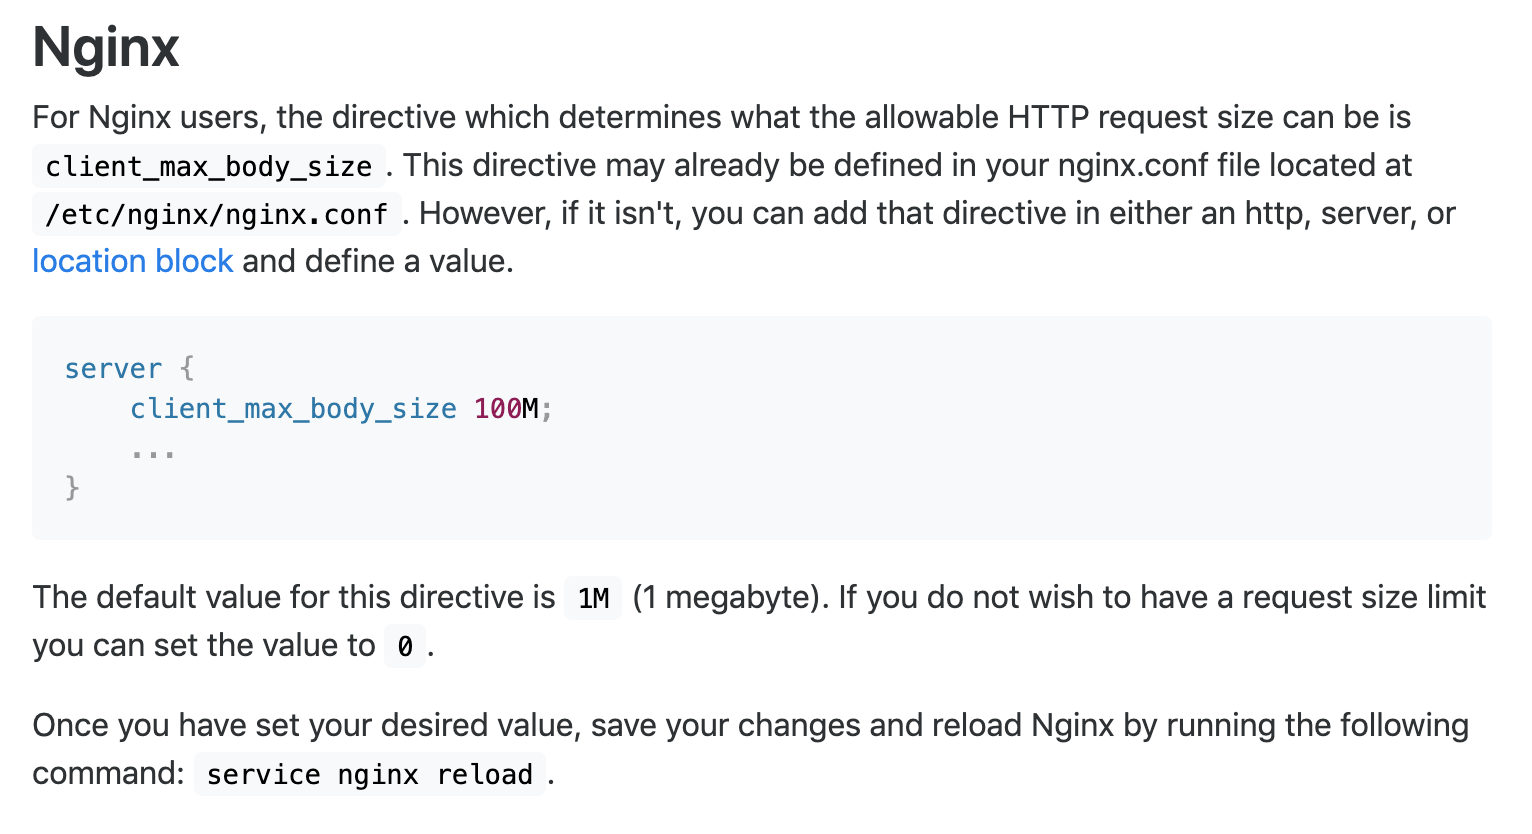 Nginx
For Nginx users, the directive which determines what the allowable HTTP request size can be is
client_max_body_size. This directive may already be defined in your nginx.conf file located at
/etc/nginx/nginx.conf. However, if it isn't, you can add that directive in either an http, server, or
location block and define a value.
server {
    client_max_body_size 100M;
    ...
}
The default value for this directive is 1M (1 megabyte). If you do not wish to have a request size limit
you can set the value to 0.
Once you have set your desired value, save your changes and reload Nginx by running the following
command: service nginx reload.